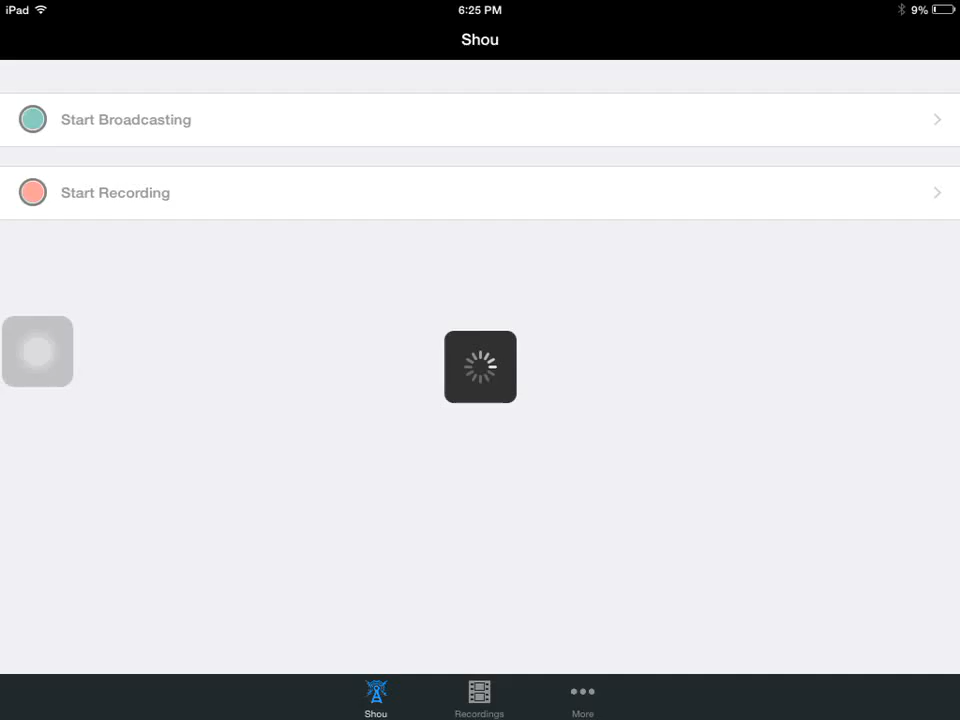 iPad 6:25 PM 9%
Shou
Start Broadcasting
Start Recording
Shou Recordings More